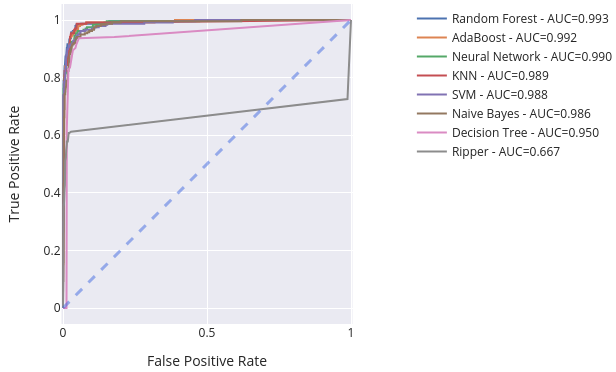 1
0.8
0.6
0.4
0.2
0
True Positive Rate
0
0.5
1
False Positive Rate
Random Forest - AUC=0.993
AdaBoost - AUC=0.992
Neural Network - AUC=0.990
KNN - AUC=0.989
SVM - AUC=0.988
Naive Bayes - AUC=0.986
Decision Tree - AUC=0.950
Ripper - AUC=0.667